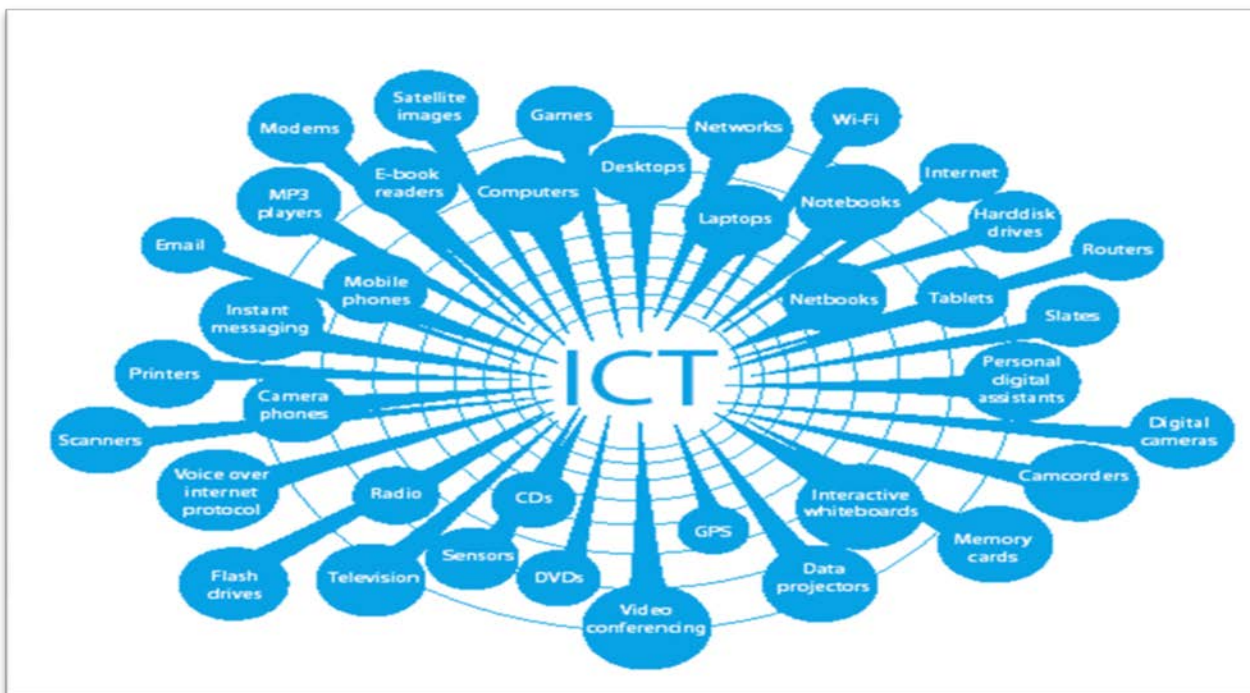 Satellite
images
Games
Networks
Wi-Fi
Modems
E-book
readers
Computers
Desktops
Laptops
Notebooks
Internet
MP3
players
Harddisk
drives
Email
Mobile
phones
Netbooks
Tablets
Routers
Instant
messaging
Slates
Printers
ICT
Personal
digital
assistants
Camera
phones
Scanners
Digital
cameras
Voice over
internet
protocol
Radio
CDs
GPS
Interactive
whiteboards
Camcorders
Flash
drives
Television
Sensors
DVDs
Data
projectors
Memory
cards
Video
conferencing